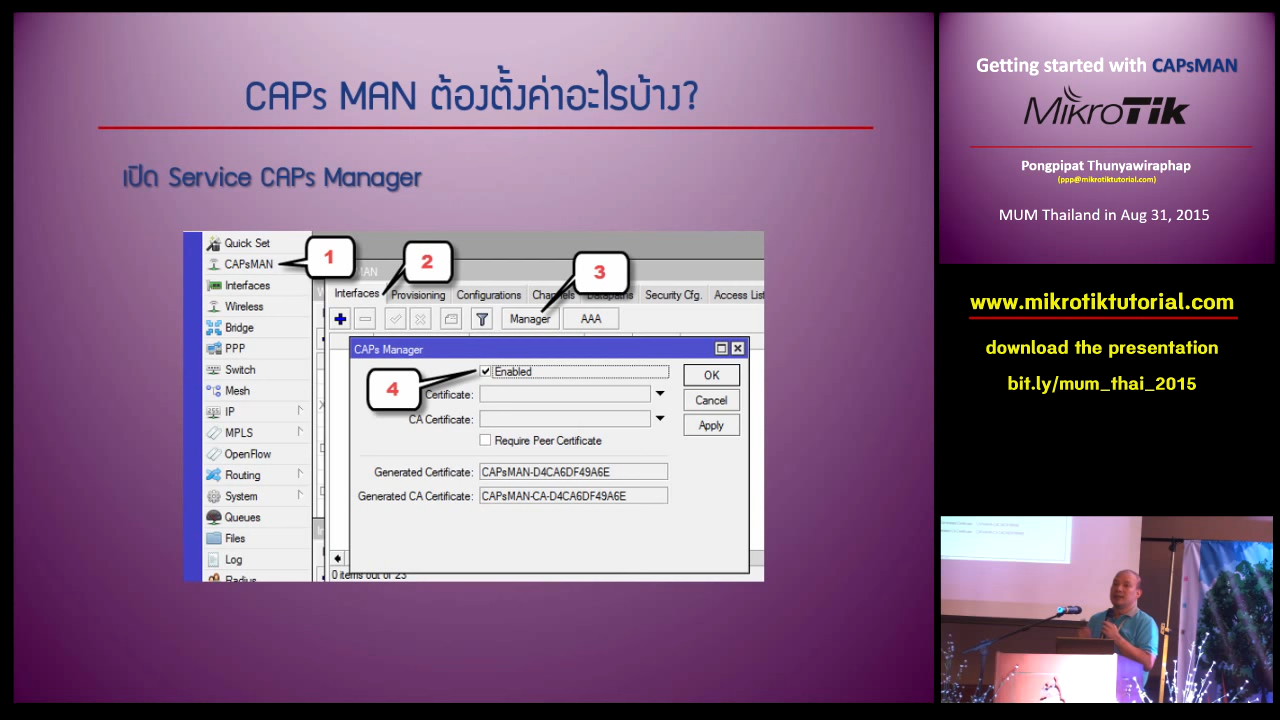 CAPs MAN ต้องตั้งค่าอะไรบ้าง?
เปิด Service CAPs Manager
Quick Set
CAPsMAN
Interfaces
Wireless
Bridge
PPP
Switch
Mesh
IP
MPLS
OpenFlow
Routing
System
Queues
Files
Log
Radius
1
2
3
MAN
Interfaces Provisioning Configurations Channels Datapaths Security Cfg. Access List
Manager AAA
CAPs Manager
4
Enabled
Certificate:
CA Certificate:
Require Peer Certificate
Generated Certificate: CAPsMAN-D4CA6DF49A6E
Generated CA Certificate: CAPsMAN-CA-D4CA6DF49A6E
OK
Cancel
Apply
0 items out of 23
Getting started with CAPsMAN
MikroTik
Pongpipat Thunyawiraphap
(ppp@mikrotiktutorial.com)
MUM Thailand in Aug 31, 2015
www.mikrotiktutorial.com
download the presentation
bit.ly/mum_thai_2015